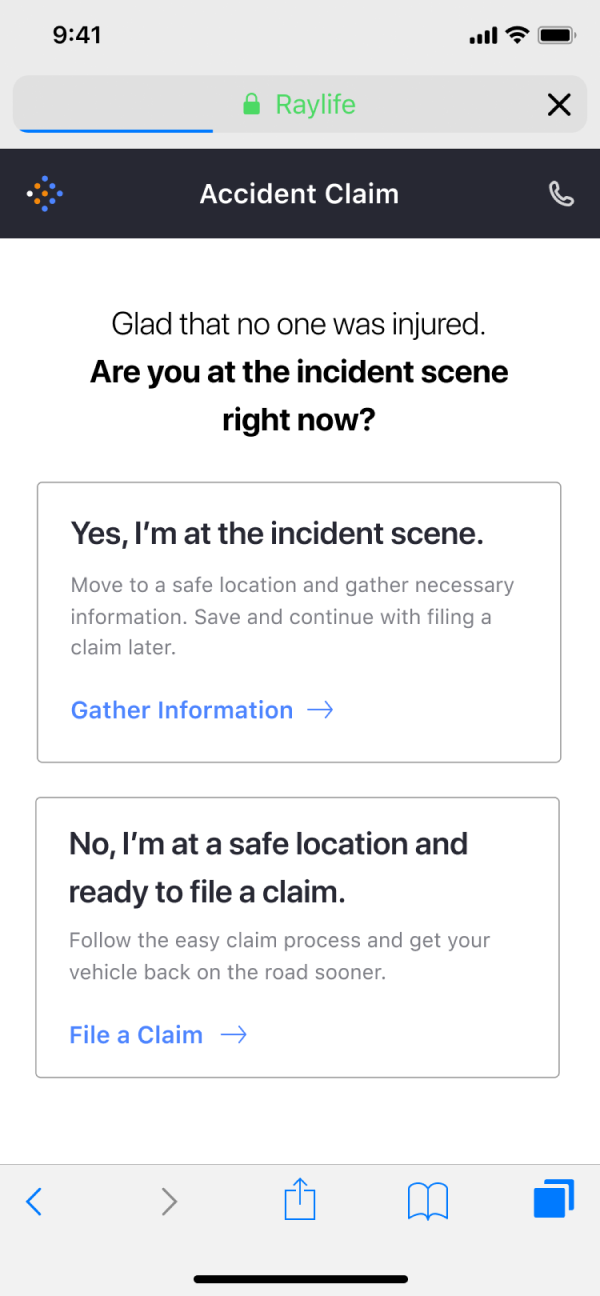 9:41
Raylife
Accident Claim
Glad that no one was injured.
Are you at the incident scene
right now?
Yes, I’m at the incident scene.
Move to a safe location and gather necessary
information. Save and continue with filing a
claim later.
Gather Information
No, I’m at a safe location and
ready to file a claim.
Follow the easy claim process and get your
vehicle back on the road sooner.
File a Claim